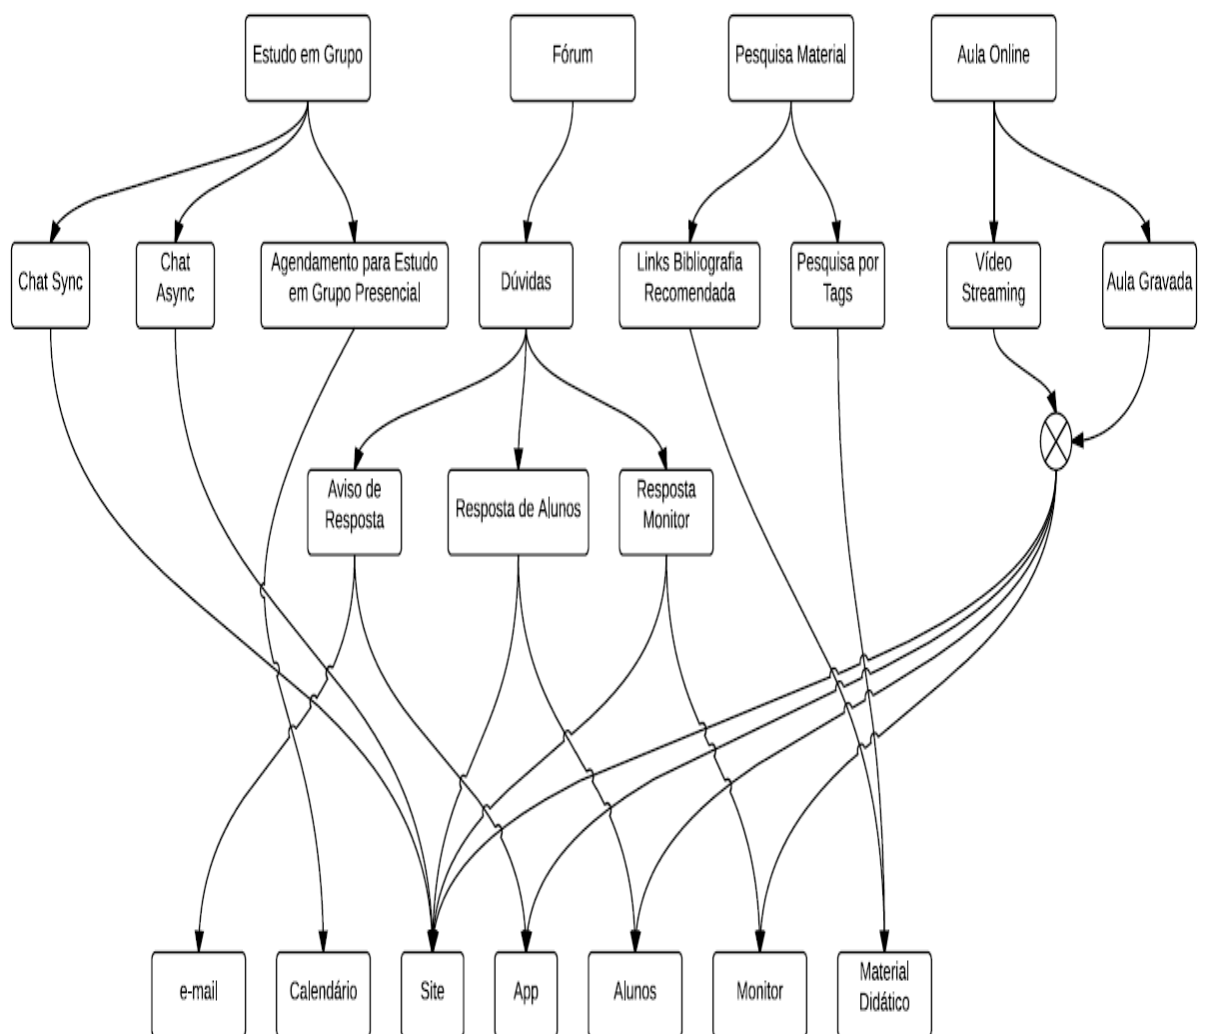 Estudo em Grupo
Fórum
Pesquisa Material
Aula Online
Chat Sync
Chat
Async
Agendamento para Estudo
em Grupo Presencial
Dúvidas
Links Bibliografia
Recomendada
Pesquisa por
Tags
Vídeo
Streaming
Aula Gravada
Aviso de
Resposta
Resposta de Alunos
Resposta
Monitor
e-mail
Calendário
Site
App
Alunos
Monitor
Material
Didático